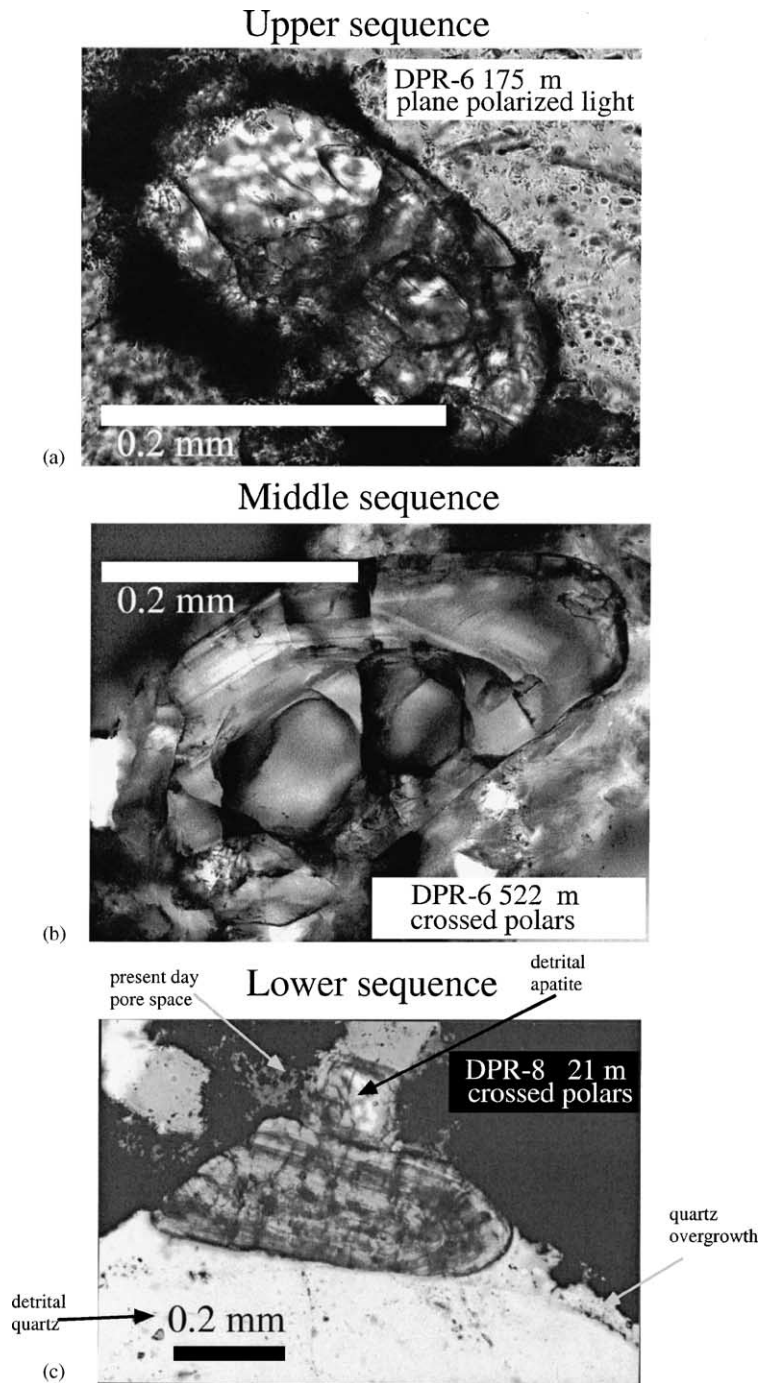 Upper sequence
DPR-6 175 m
plane polarized light
0.2 mm
(a)
Middle sequence
0.2 mm
DPR-6 522 m
crossed polars
(b)
present day
pore space
Lower sequence
detrital
apatite
DPR-8 21 m
crossed polars
quartz
overgrowth
detrital
quartz
0.2 mm
(c)